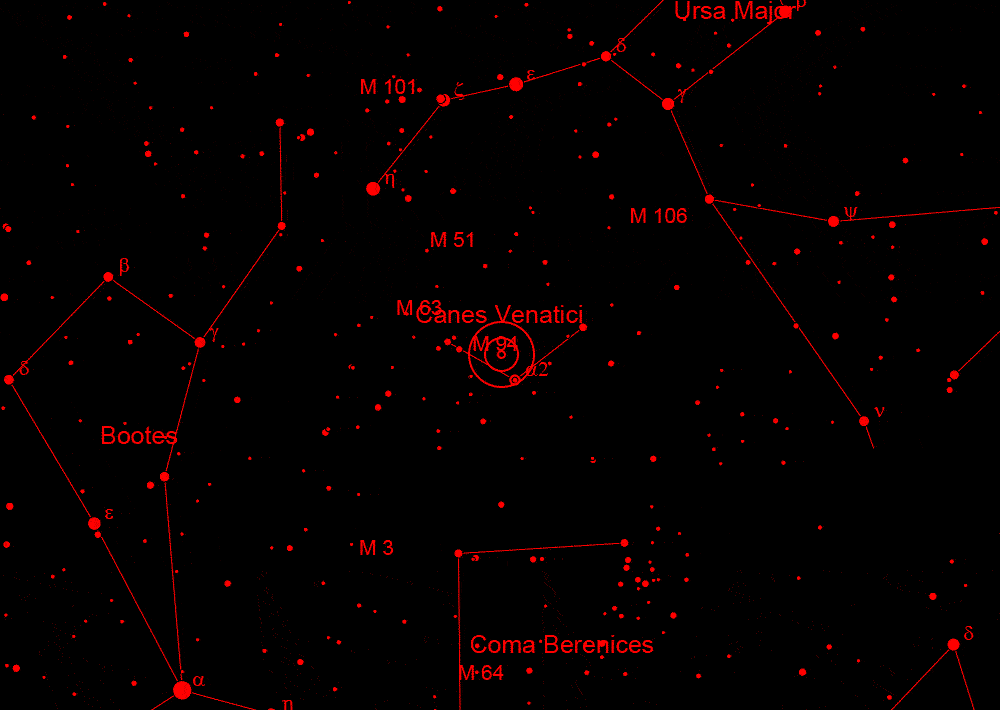 Ursa Major
ρ
δ
ε
M 101
ζ
γ
η
M 106
ψ
M 51
β
M 63
Canes Venatici
γ
M 94
δ
α2
ν
Bootes
ε
M 3
δ
Coma Berenices
M 64
α
η